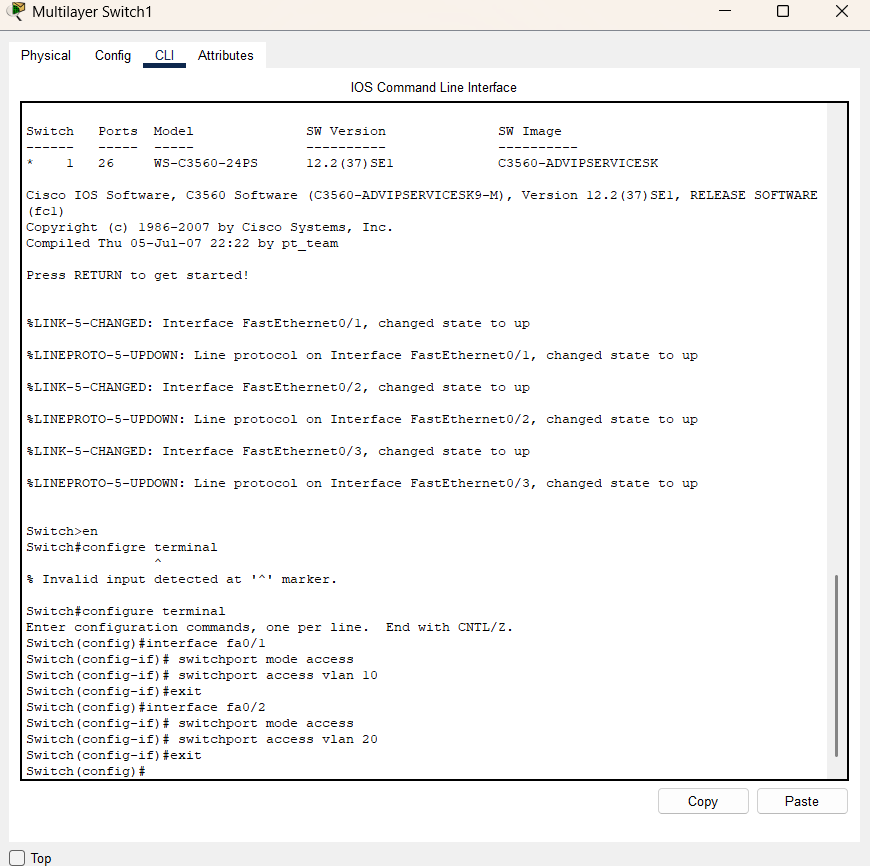 Multilayer Switch1
Physical Config CLI Attributes
IOS Command Line Interface
Switch   Ports  Model              SW Version              SW Image
------   -----  -----              ----------              ----------
*    1   26     WS-C3560-24PS      12.2(37)SE1             C3560-ADVIPSERVICESK
Cisco IOS Software, C3560 Software (C3560-ADVIPSERVICESK9-M), Version 12.2(37)SE1, RELEASE SOFTWARE
(fc1)
Copyright (c) 1986-2007 by Cisco Systems, Inc.
Compiled Thu 05-Jul-07 22:22 by pt_team
Press RETURN to get started!
%LINK-5-CHANGED: Interface FastEthernet0/1, changed state to up
%LINEPROTO-5-UPDOWN: Line protocol on Interface FastEthernet0/1, changed state to up
%LINK-5-CHANGED: Interface FastEthernet0/2, changed state to up
%LINEPROTO-5-UPDOWN: Line protocol on Interface FastEthernet0/2, changed state to up
%LINK-5-CHANGED: Interface FastEthernet0/3, changed state to up
%LINEPROTO-5-UPDOWN: Line protocol on Interface FastEthernet0/3, changed state to up
Switch>en
Switch#configre terminal
                ^
% Invalid input detected at '^' marker.
Switch#configure terminal
Enter configuration commands, one per line.  End with CNTL/Z.
Switch(config)#interface fa0/1
Switch(config-if)# switchport mode access
Switch(config-if)# switchport access vlan 10
Switch(config-if)#exit
Switch(config)#interface fa0/2
Switch(config-if)# switchport mode access
Switch(config-if)# switchport access vlan 20
Switch(config-if)#exit
Switch(config)#
Copy Paste
Top